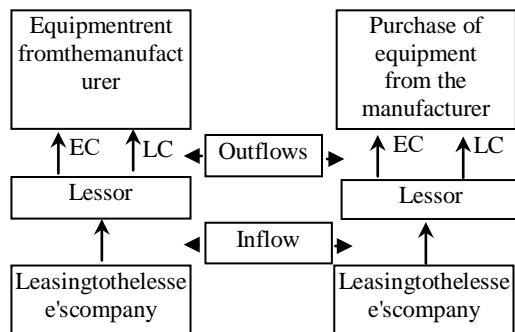 Equipmentrent
fromthemanufact
urer
Purchase of
equipment
from the
manufacturer
EC
LC
Outflows
EC
LC
Lessor
Lessor
Inflow
Leasingtothelesse
e'scompany
Leasingtothelesse
e'scompany